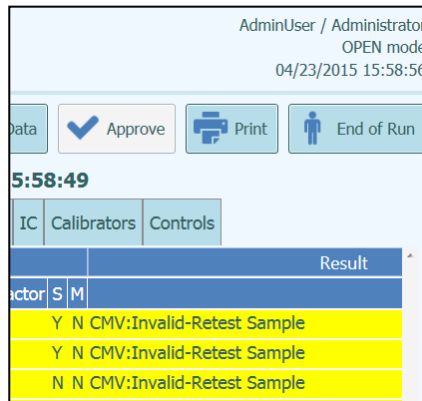 AdminUser / Administrator
OPEN mode
04/23/2015 15:58:56
Data Approve Print End of Run
5:58:49
IC Calibrators Controls
Result
actor S M
Y N CMV:Invalid-Retest Sample
Y N CMV:Invalid-Retest Sample
N N CMV:Invalid-Retest Sample